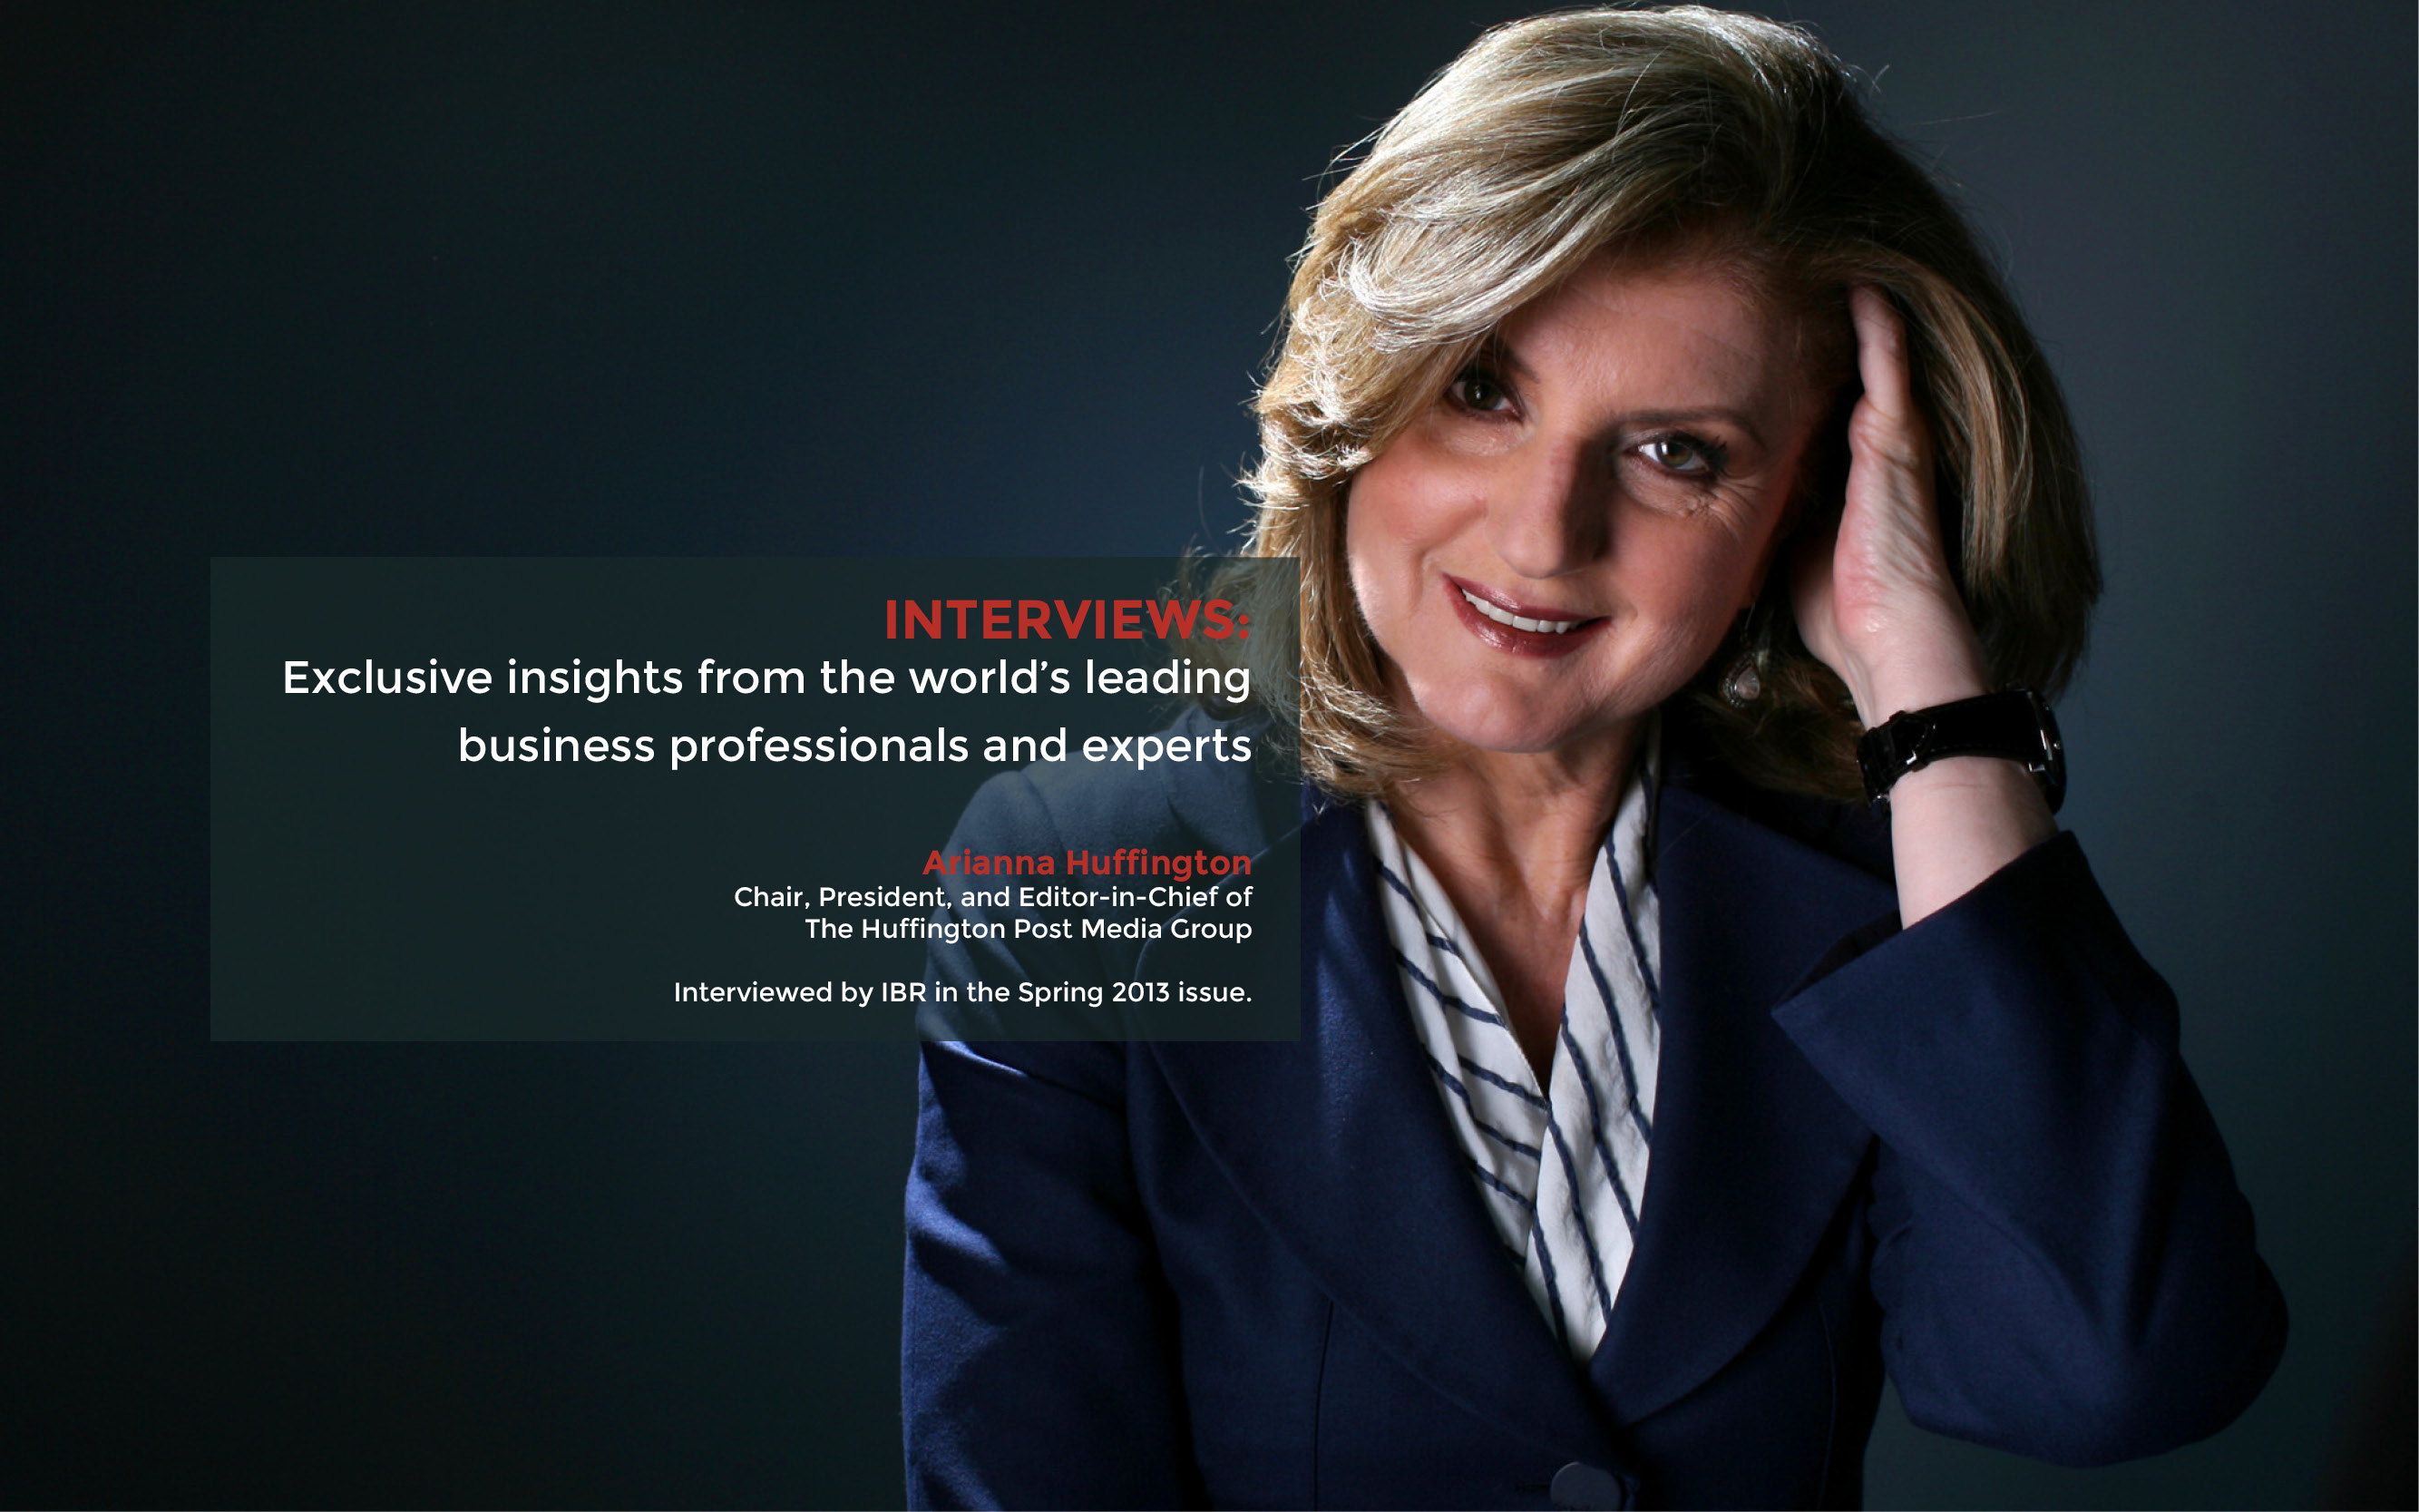 INTERVIEWS:
Exclusive insights from the world’s leading
business professionals and experts
Arianna Huffington
Chair, President, and Editor-in-Chief of
The Huffington Post Media Group
Interviewed by IBR in the Spring 2013 issue.